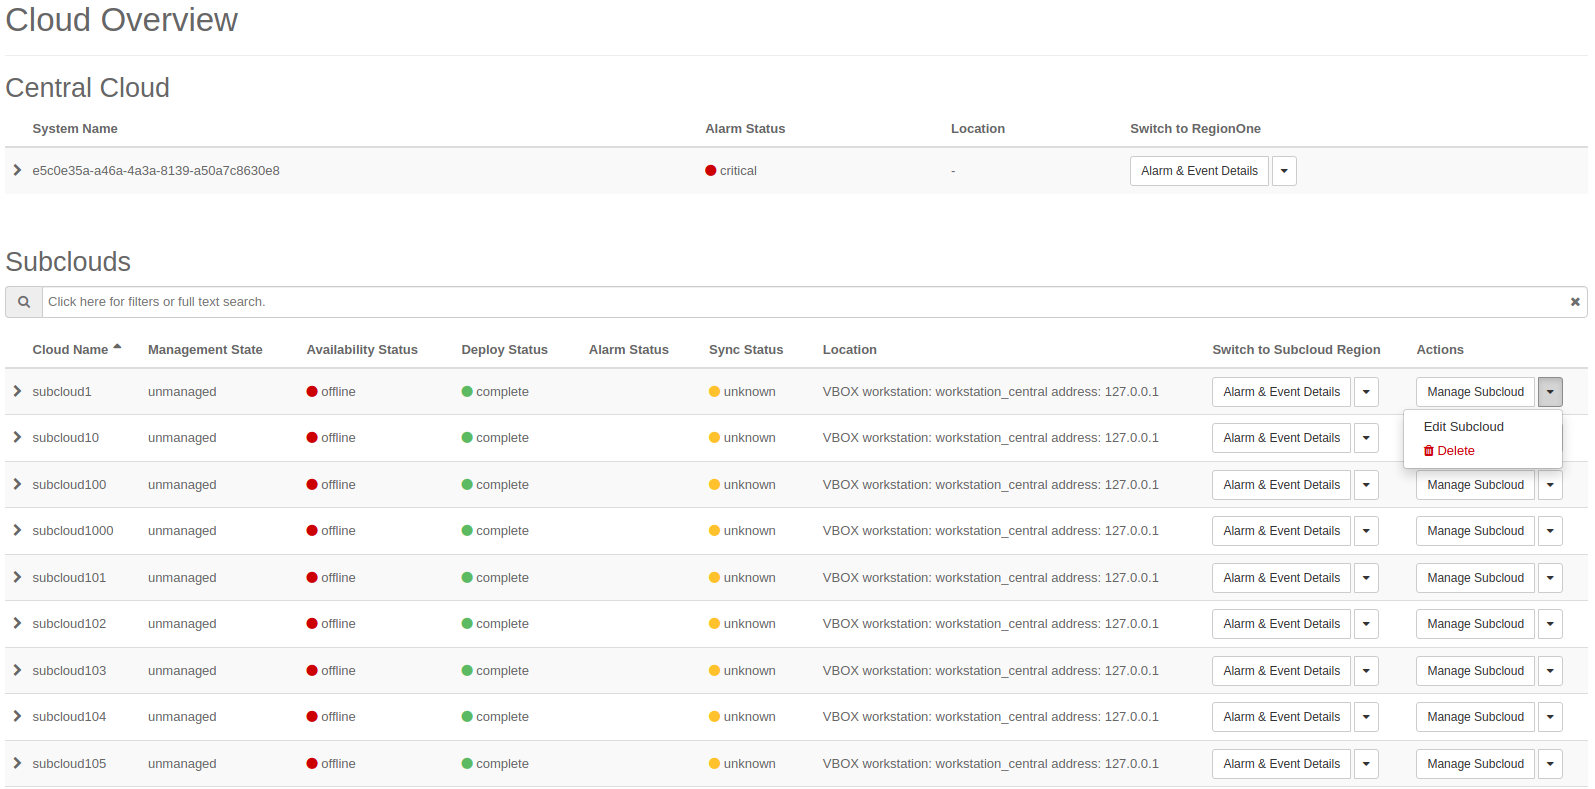 Cloud Overview
Central Cloud
System Name Alarm Status Location Switch to RegionOne
e5c0e35a-a46a-4a3a-8139-a50a7c8630e8 critical - Alarm & Event Details
Subclouds
Click here for filters or full text search.
Cloud Name Management State Availability Status Deploy Status Alarm Status Sync Status Location Switch to Subcloud Region Actions
subcloud1 unmanaged offline complete unknown VBOX workstation: workstation_central address: 127.0.0.1 Alarm & Event Details Manage Subcloud
Edit Subcloud
subcloud10 unmanaged offline complete unknown VBOX workstation: workstation_central address: 127.0.0.1 Alarm & Event Details
Delete
subcloud100 unmanaged offline complete unknown VBOX workstation: workstation_central address: 127.0.0.1 Alarm & Event Details Manage Subcloud
subcloud1000 unmanaged offline complete unknown VBOX workstation: workstation_central address: 127.0.0.1 Alarm & Event Details Manage Subcloud
subcloud101 unmanaged offline complete unknown VBOX workstation: workstation_central address: 127.0.0.1 Alarm & Event Details Manage Subcloud
subcloud102 unmanaged offline complete unknown VBOX workstation: workstation_central address: 127.0.0.1 Alarm & Event Details Manage Subcloud
subcloud103 unmanaged offline complete unknown VBOX workstation: workstation_central address: 127.0.0.1 Alarm & Event Details Manage Subcloud
subcloud104 unmanaged offline complete unknown VBOX workstation: workstation_central address: 127.0.0.1 Alarm & Event Details Manage Subcloud
subcloud105 unmanaged offline complete unknown VBOX workstation: workstation_central address: 127.0.0.1 Alarm & Event Details Manage Subcloud